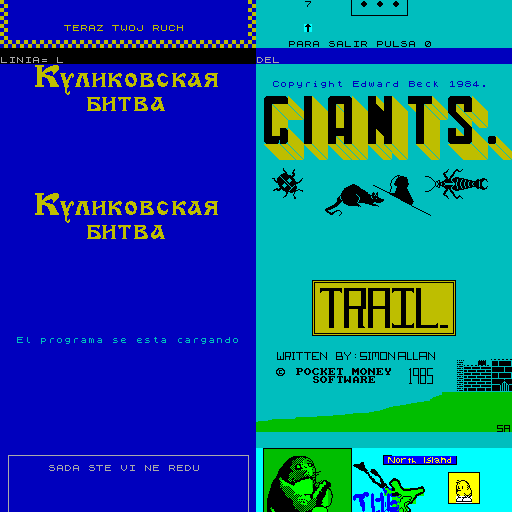 TERAZ TWOJ RUCH
LINIA= L
Куликовская
битва
Куликовская
битва
El programa se esta cargando
SADA STE VI NE REDU
7
PARA SALIR PULSA 0
DEL
Copyright Edward Beck 1984.
GIANTS.
TRAIL.
WRITTEN BY:SIMON ALLAN
© POCKET MONEY
SOFTWARE 1985
SA
North Island
THE